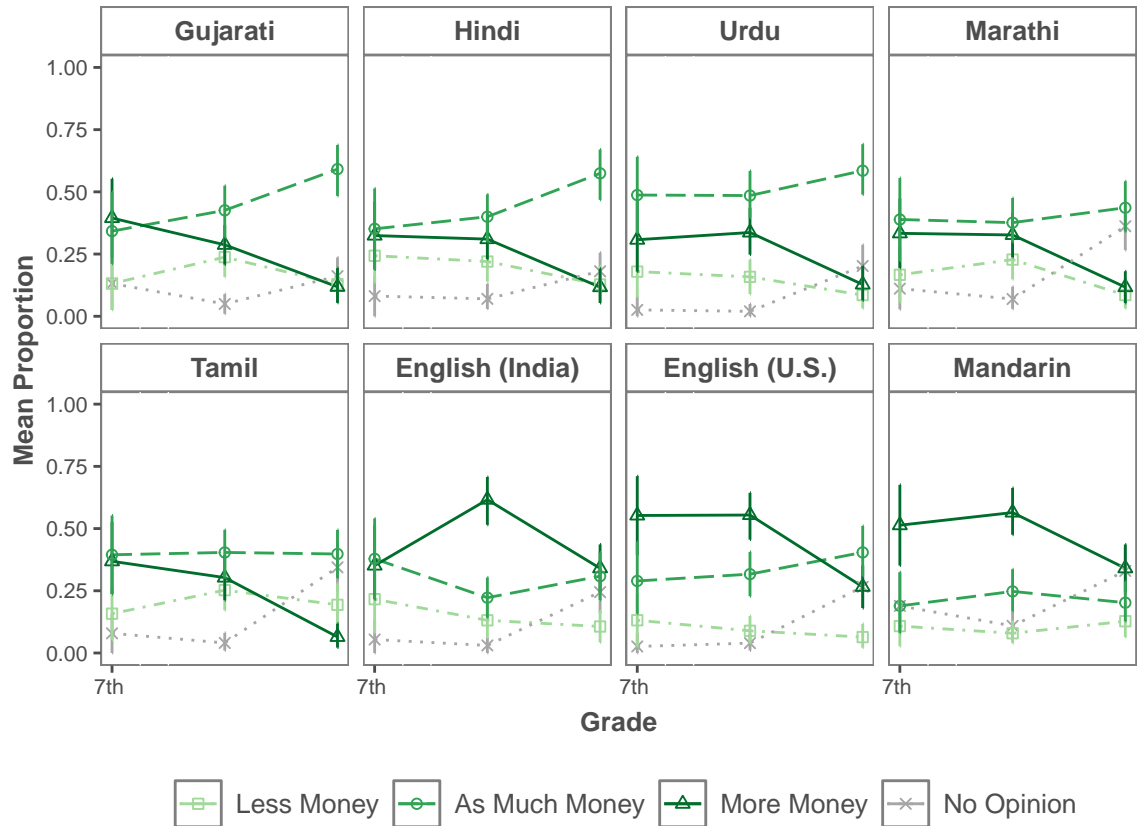 Gujarati Hindi Urdu Marathi
1.00
0.75
0.50
0.25
0.00
Tamil English (India) English (U.S.) Mandarin
1.00
0.75
0.50
0.25
0.00
Mean Proportion
7th 7th 7th 7th
Grade
Less Money As Much Money More Money No Opinion